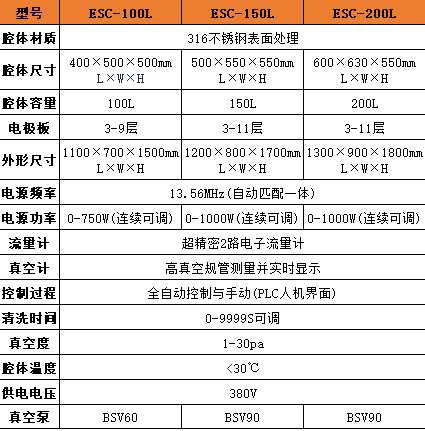 型号 ESC-100L ESC-150L ESC-200L
腔体材质 316不锈钢表面处理
腔体尺寸 400×500×500mm L×W×H 500×550×550mm L×W×H 600×630×550mm L×W×H
腔体容量 100L 150L 200L
电极板 3-9层 3-11层 3-11层
外形尺寸 1100×700×1500mm L×W×H 1200×800×1700mm L×W×H 1300×900×1800mm L×W×H
电源频率 13.56MHz(自动匹配一体)
电源功率 0-750W(连续可调) 0-1000W(连续可调) 0-1000W(连续可调)
流量计 超精密2路电子流量计
真空计 高真空规管测量并实时显示
控制过程 全自动控制与手动(PLC人机界面)
清洗时间 0-9999S可调
真空度 1-30pa
腔体温度 <30℃
供电电压 380V
真空泵 BSV60 BSV90 BSV90